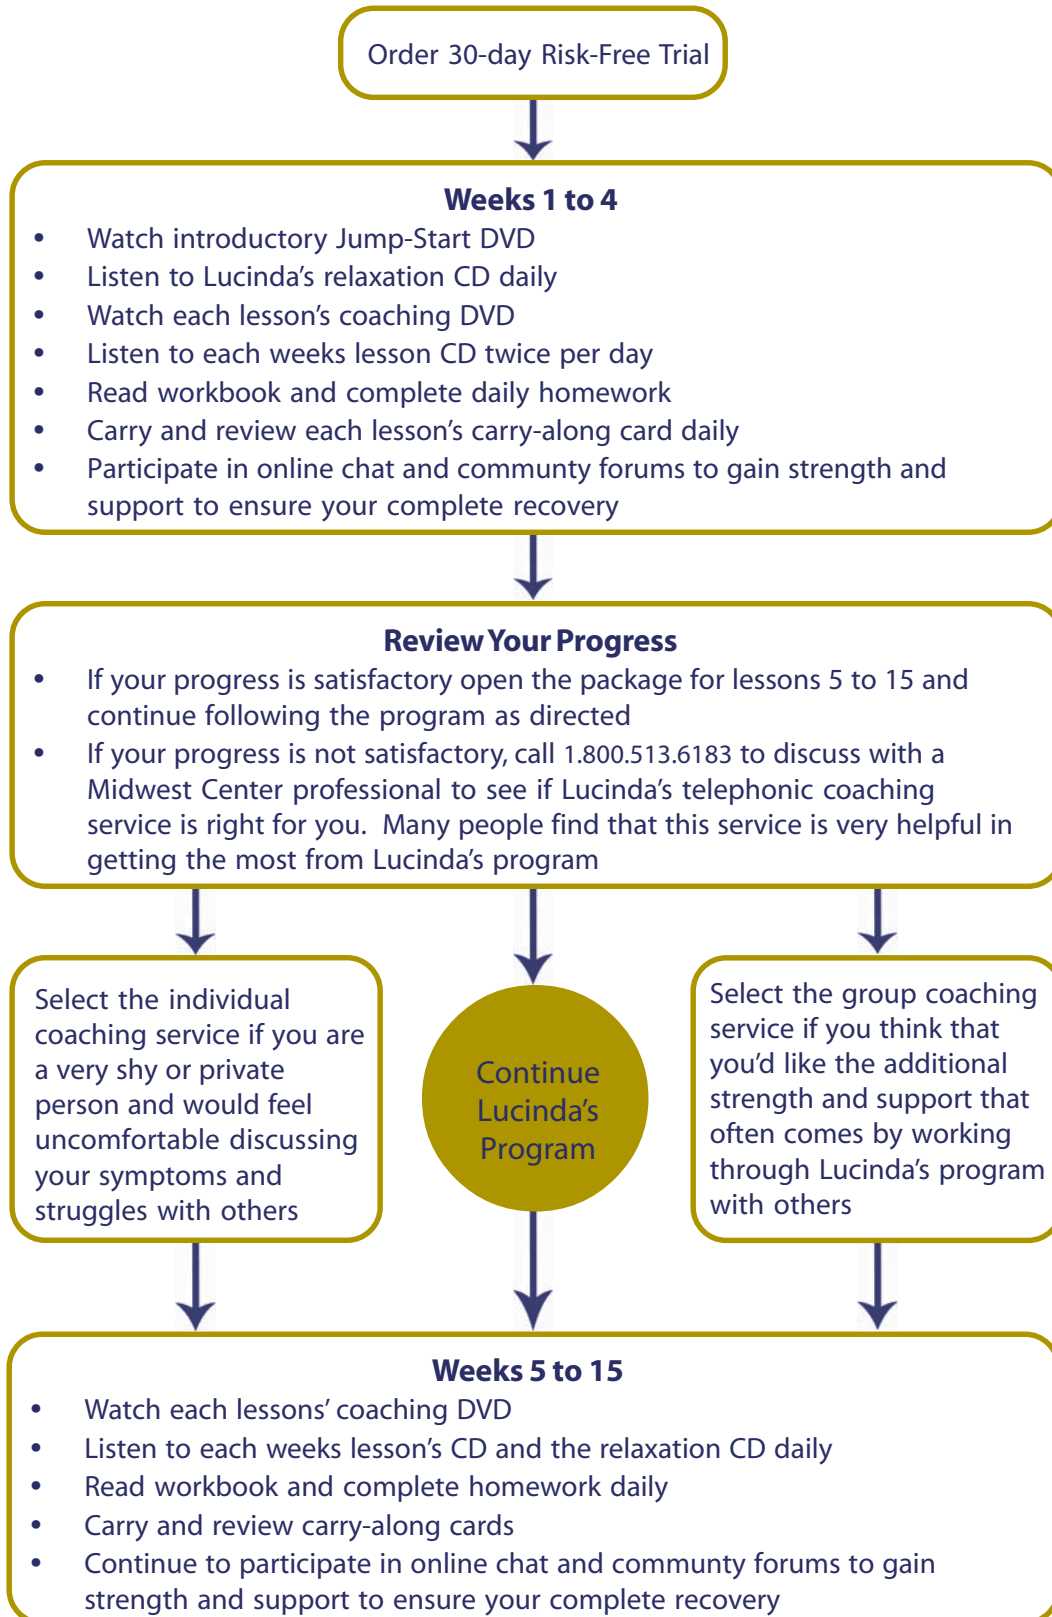 Order 30-day Risk-Free Trial
Weeks 1 to 4
• Watch introductory Jump-Start DVD
• Listen to Lucinda’s relaxation CD daily
• Watch each lesson’s coaching DVD
• Listen to each weeks lesson CD twice per day
• Read workbook and complete daily homework
• Carry and review each lesson’s carry-along card daily
• Participate in online chat and communty forums to gain strength and
support to ensure your complete recovery
Review Your Progress
• If your progress is satisfactory open the package for lessons 5 to 15 and
continue following the program as directed
• If your progress is not satisfactory, call 1.800.513.6183 to discuss with a
Midwest Center professional to see if Lucinda’s telephonic coaching
service is right for you. Many people find that this service is very helpful in
getting the most from Lucinda’s program
Select the individual
coaching service if you are
a very shy or private
person and would feel
uncomfortable discussing
your symptoms and
struggles with others
Continue
Lucinda’s
Program
Select the group coaching
service if you think that
you’d like the additional
strength and support that
often comes by working
through Lucinda’s program
with others
Weeks 5 to 15
• Watch each lessons’ coaching DVD
• Listen to each weeks lesson’s CD and the relaxation CD daily
• Read workbook and complete homework daily
• Carry and review carry-along cards
• Continue to participate in online chat and communty forums to gain
strength and support to ensure your complete recovery